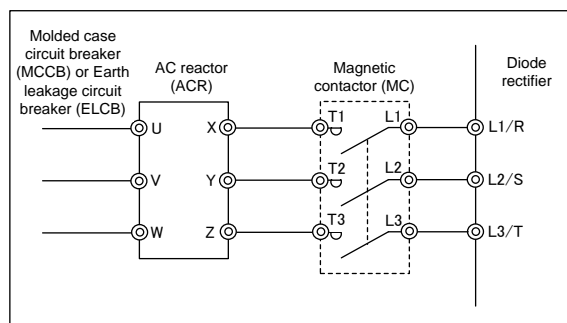 Molded case
circuit breaker
(MCCB) or Earth
leakage circuit
breaker (ELCB)
AC reactor
(ACR)
Magnetic
contactor (MC)
Diode
rectifier
U X T1 L1 L1/R
V Y T2 L2 L2/S
W Z T3 L3 L3/T